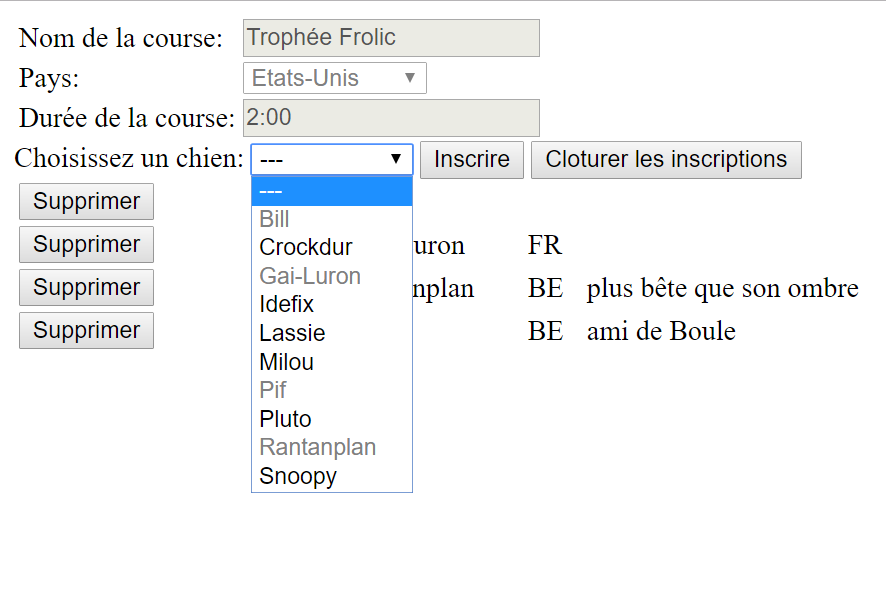 Nom de la course: Trophée Frolic
Pays: Etats-Unis
Durée de la course: 2:00
Choisissez un chien: --- Inscrire Cloturer les inscriptions
---
Supprimer
Bill
Supprimer Crockdur uron FR
Gai-Luron
Supprimer Idefix nplan BE plus bête que son ombre
Supprimer Lassie BE ami de Boule
Milou
Pif
Pluto
Rantanplan
Snoopy